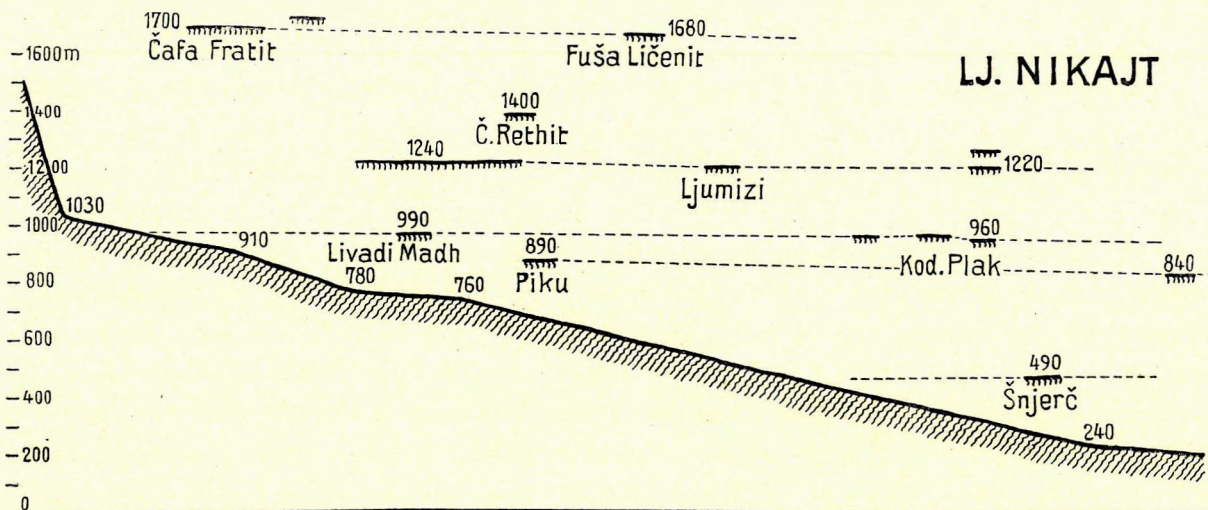 LJ. NIKAJT
1700
Čafa Fratit
1680
Fuša Ličenit
1600m
1400
1200
1000
800
600
400
200
0
1400
Č. Rethit
1240
Ljumizi
1220
1030
910
990
Livadi Madh
780
760
890
Piku
960
Kod. Plak
840
490
Šnjerč
240